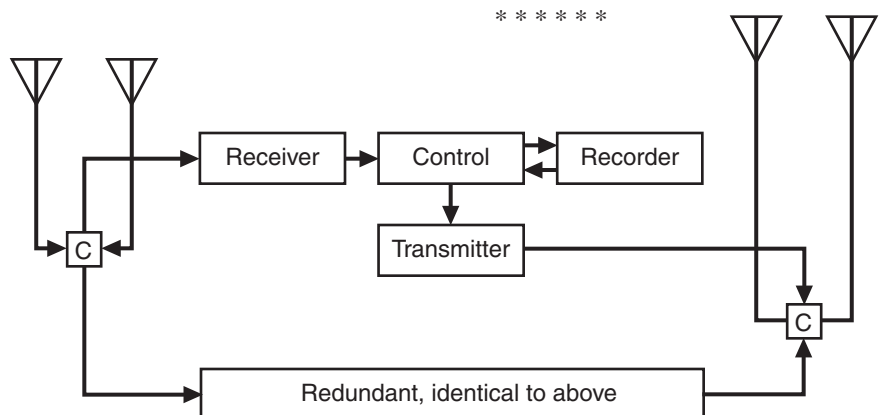 * * * * * *
Receiver
Control
Recorder
C
Transmitter
C
Redundant, identical to above